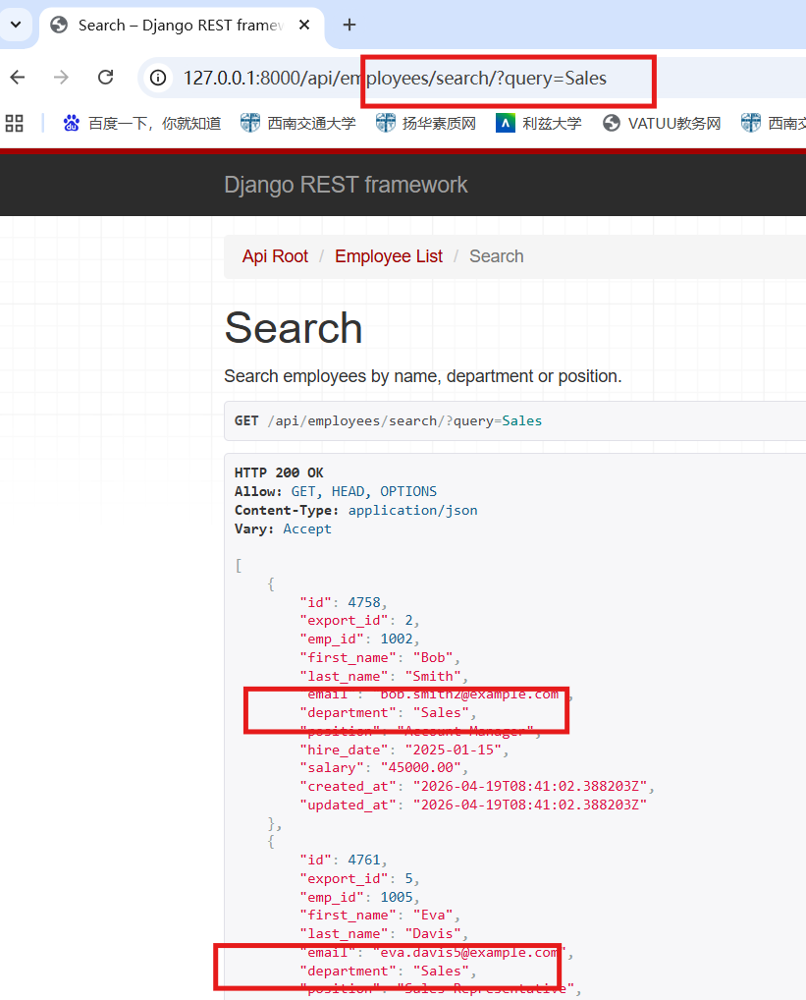 Search – Django REST framew
127.0.0.1:8000/api/employees/search/?query=Sales
百度一下，你就知道 西南交通大学 扬华素质网 利兹大学 VATUU教务网 西南交
Django REST framework
Api Root / Employee List / Search
Search
Search employees by name, department or position.
GET /api/employees/search/?query=Sales
HTTP 200 OK
Allow: GET, HEAD, OPTIONS
Content-Type: application/json
Vary: Accept
[
{
"id": 4758,
"export_id": 2,
"emp_id": 1002,
"first_name": "Bob",
"last_name": "Smith",
"email": "bob.smith2@example.com",
"department": "Sales",
"position": "Account Manager",
"hire_date": "2025-01-15",
"salary": "45000.00",
"created_at": "2026-04-19T08:41:02.388203Z",
"updated_at": "2026-04-19T08:41:02.388203Z"
},
{
"id": 4761,
"export_id": 5,
"emp_id": 1005,
"first_name": "Eva",
"last_name": "Davis",
"email": "eva.davis5@example.com",
"department": "Sales",
"position": "Sales Representative",